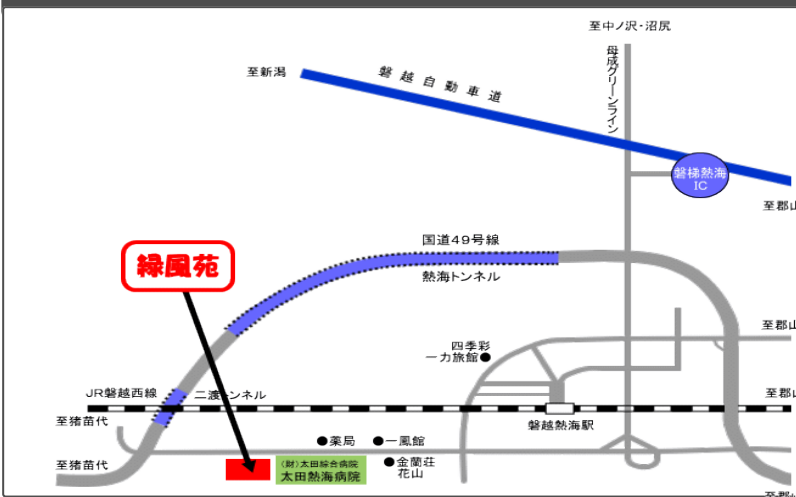 至中ノ沢・沼尻
至新潟
磐越自動車道
母成グリーンライン
磐梯熱海
IC
至郡山
国道49号線
緑風苑
熱海トンネル
至郡山
四季彩
一力旅館
JR磐越西線
二渡トンネル
至郡山
至猪苗代
磐越熱海駅
薬局
一風館
至猪苗代
(財)太田綜合病院
太田熱海病院
金蘭荘
花山
至郡山